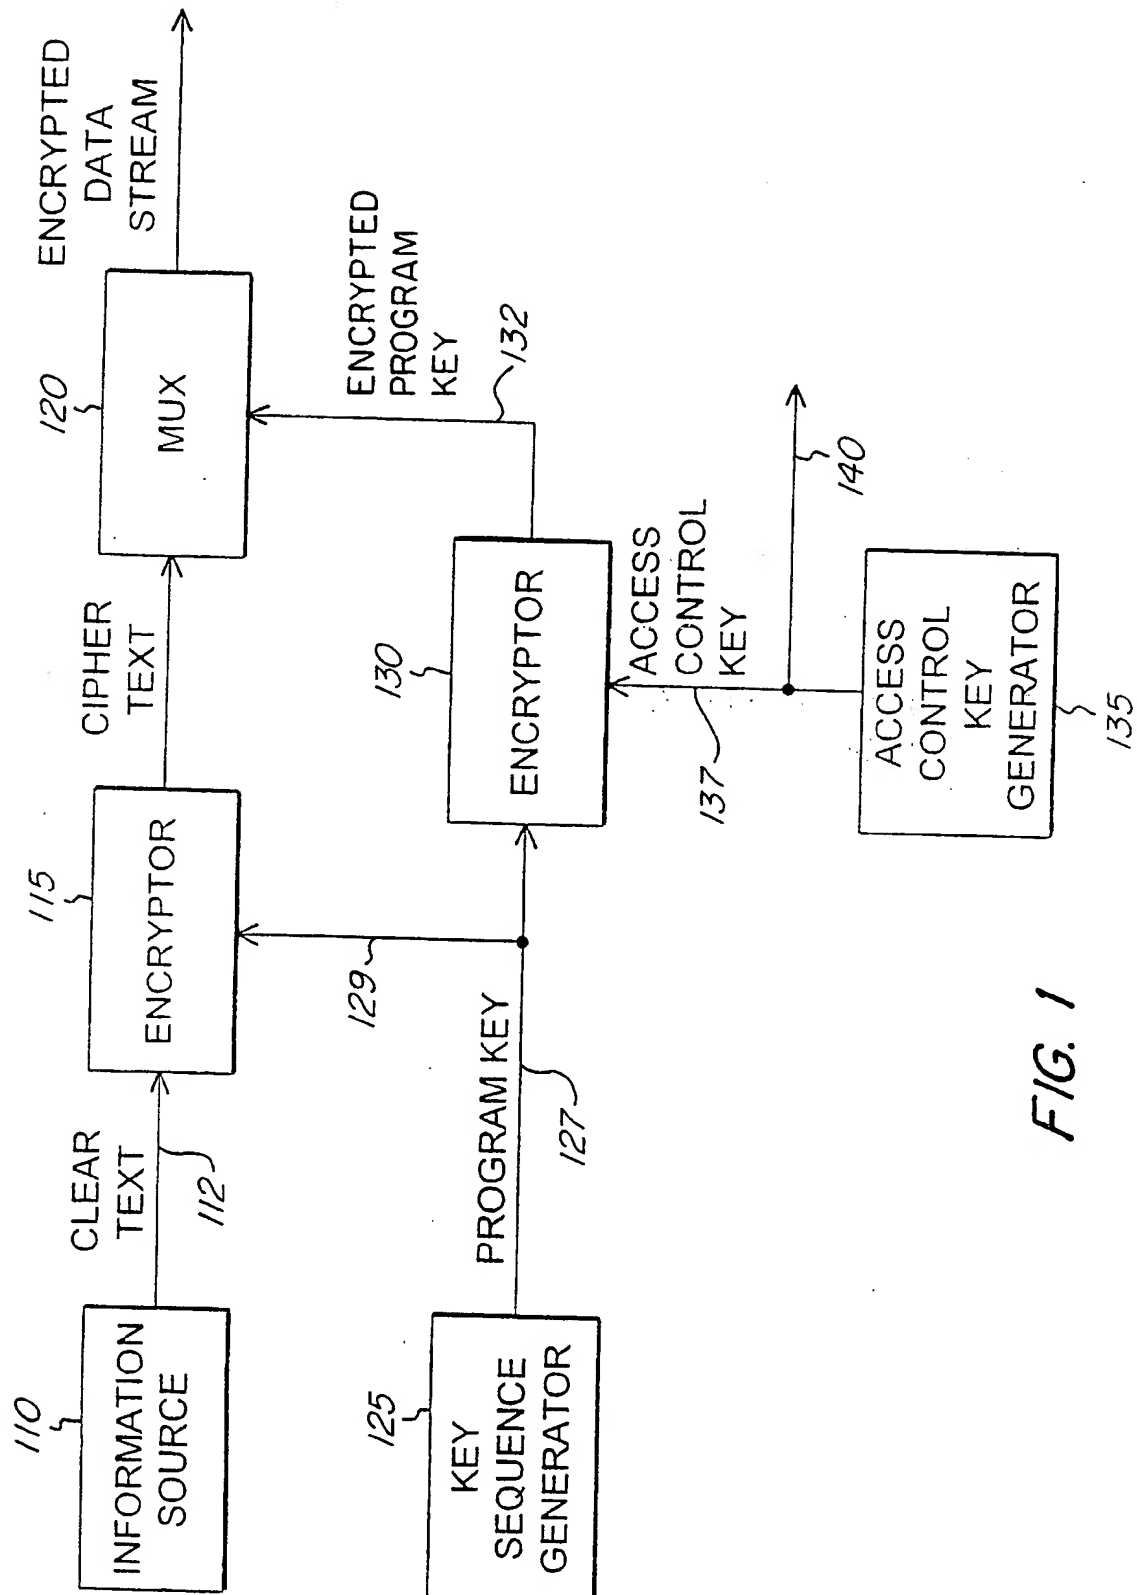 110
INFORMATION
SOURCE
CLEAR
TEXT
112
115
ENCRYPTOR
CIPHER
TEXT
120
MUX
ENCRYPTED
DATA
STREAM
125
KEY
SEQUENCE
GENERATOR
PROGRAM KEY
127
129
130
ENCRYPTOR
ENCRYPTED
PROGRAM
KEY
132
ACCESS
CONTROL
KEY
137
140
ACCESS
CONTROL
KEY
GENERATOR
135
FIG. 1